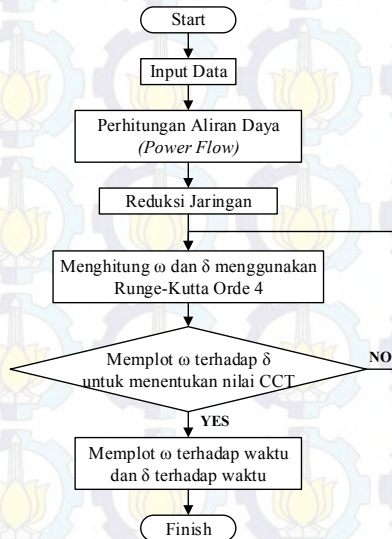 Start
Input Data
Perhitungan Aliran Daya
(Power Flow)
Reduksi Jaringan
Menghitung ω dan δ menggunakan
Runge-Kutta Orde 4
Memplot ω terhadap δ
untuk menentukan nilai CCT
NO
YES
Memplot ω terhadap waktu
dan δ terhadap waktu
Finish